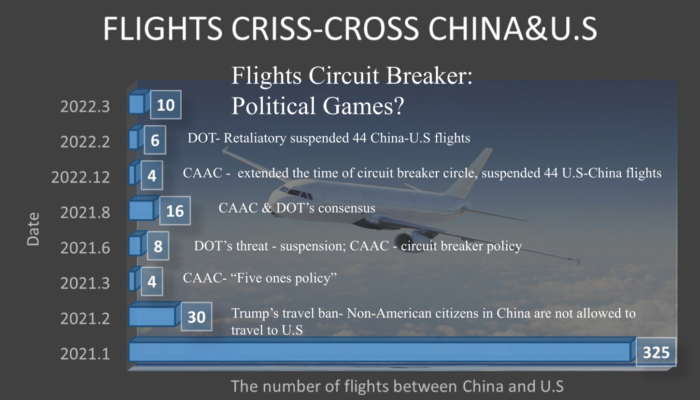 FLIGHTS CRISS-CROSS CHINA&U.S
Flights Circuit Breaker:
Political Games?
2022.3
10
2022.2
6
DOT- Retaliatory suspended 44 China-U.S flights
2022.12
4
CAAC - extended the time of circuit breaker circle, suspended 44 U.S-China flights
2021.8
16
CAAC & DOT's consensus
Date
2021.6
8
DOT's threat - suspension; CAAC - circuit breaker policy
2021.3
4
CAAC- “Five ones policy”
2021.2
30
Trump's travel ban- Non-American citizens in China are not allowed to
travel to U.S
2021.1
325
The number of flights between China and U.S